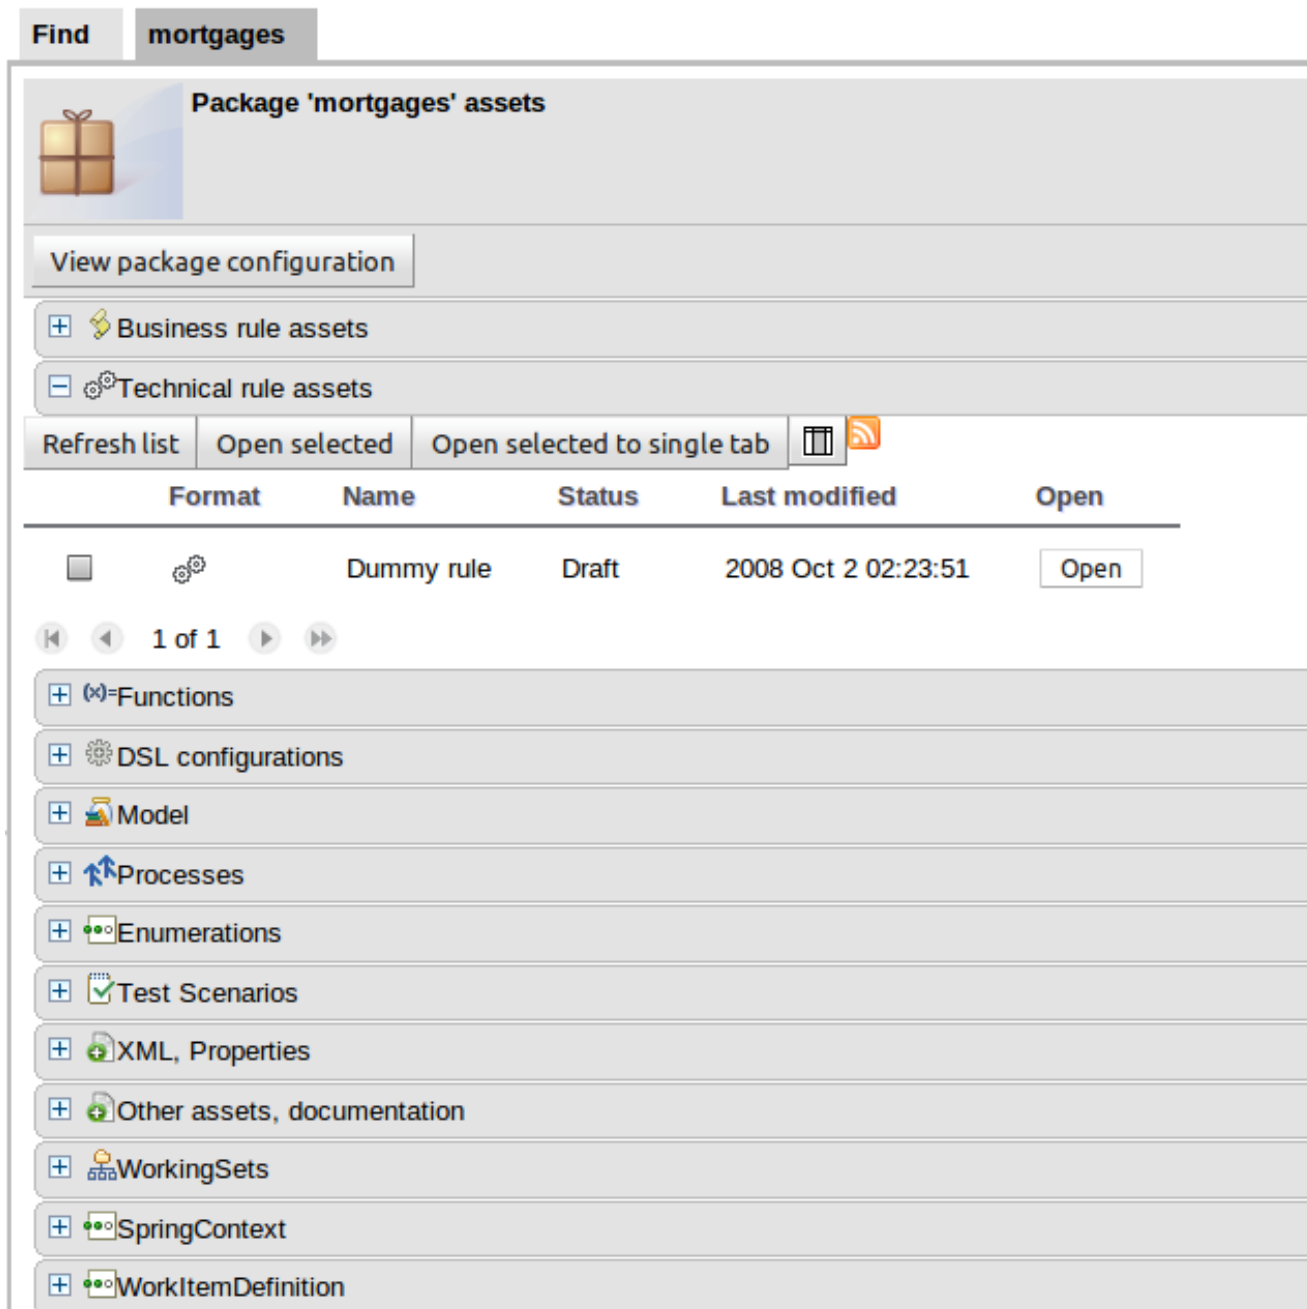 Find mortgages
Package 'mortgages' assets
View package configuration
Business rule assets
Technical rule assets
Refresh list Open selected Open selected to single tab
Format Name Status Last modified Open
Dummy rule Draft 2008 Oct 2 02:23:51 Open
1 of 1
(x)=Functions
DSL configurations
Model
Processes
Enumerations
Test Scenarios
XML, Properties
Other assets, documentation
WorkingSets
SpringContext
WorkItemDefinition